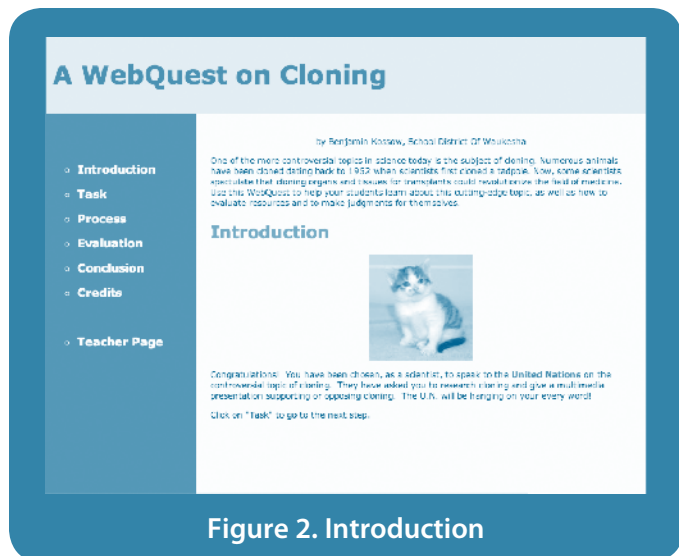 A WebQuest on Cloning
Introduction
Task
Process
Evaluation
Conclusion
Credits
Teacher Page
by Benjamin Kossow, School District Of Waukesha
One of the more controversial topics in science today is the subject of cloning. Numerous animals
have been cloned dating back to 1952 when scientists first cloned a tadpole. Now, some scientists
speculate that cloning organs and tissues for transplants could revolutionize the field of medicine.
Use this WebQuest to help your students learn about this cutting-edge topic, as well as how to
evaluate resources and to make judgments for themselves.
Introduction
Congratulations! You have been chosen, as a scientist, to speak to the United Nations on the
controversial topic of cloning. They have asked you to research cloning and give a multimedia
presentation supporting or opposing cloning. The U.N. will be hanging on your every word!
Click on "Task" to go to the next step.
Figure 2. Introduction